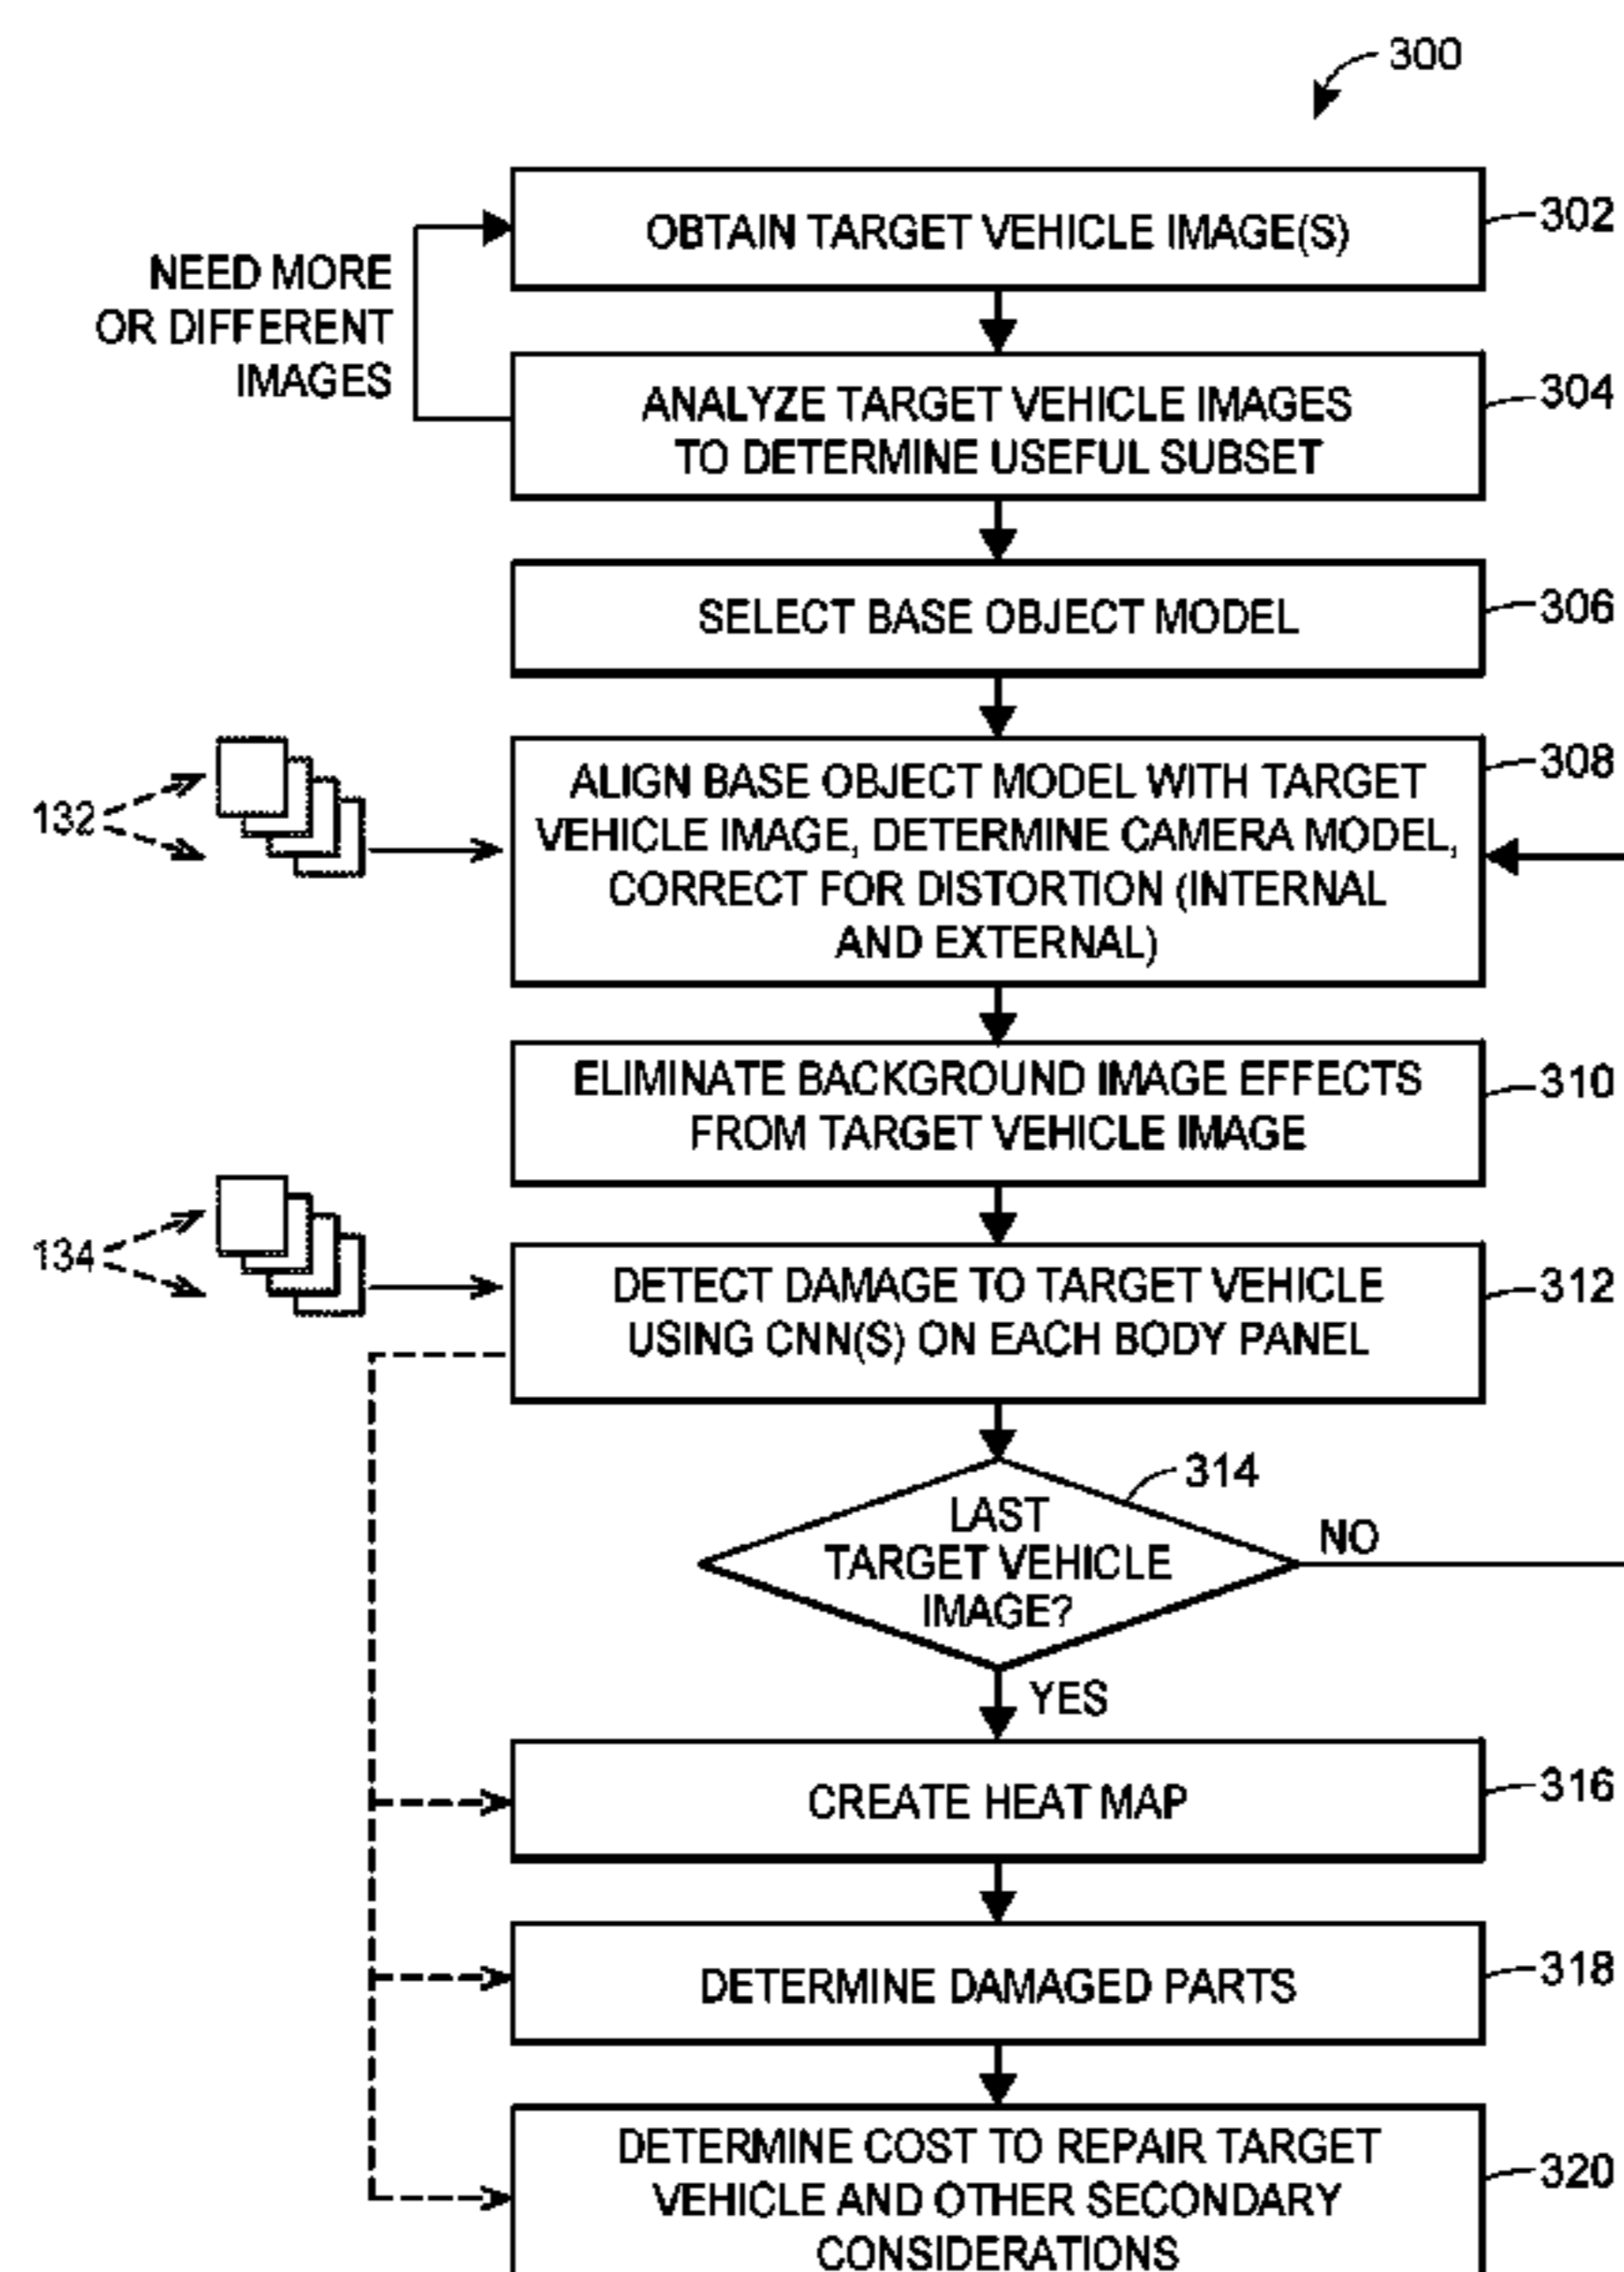 300
OBTAIN TARGET VEHICLE IMAGE(S)
302
NEED MORE
OR DIFFERENT
IMAGES
ANALYZE TARGET VEHICLE IMAGES
TO DETERMINE USEFUL SUBSET
304
SELECT BASE OBJECT MODEL
306
132
ALIGN BASE OBJECT MODEL WITH TARGET
VEHICLE IMAGE, DETERMINE CAMERA MODEL,
CORRECT FOR DISTORTION (INTERNAL
AND EXTERNAL)
308
ELIMINATE BACKGROUND IMAGE EFFECTS
FROM TARGET VEHICLE IMAGE
310
134
DETECT DAMAGE TO TARGET VEHICLE
USING CNN(S) ON EACH BODY PANEL
312
314
LAST
TARGET VEHICLE
IMAGE?
NO
YES
CREATE HEAT MAP
316
DETERMINE DAMAGED PARTS
318
DETERMINE COST TO REPAIR TARGET
VEHICLE AND OTHER SECONDARY
CONSIDERATIONS
320